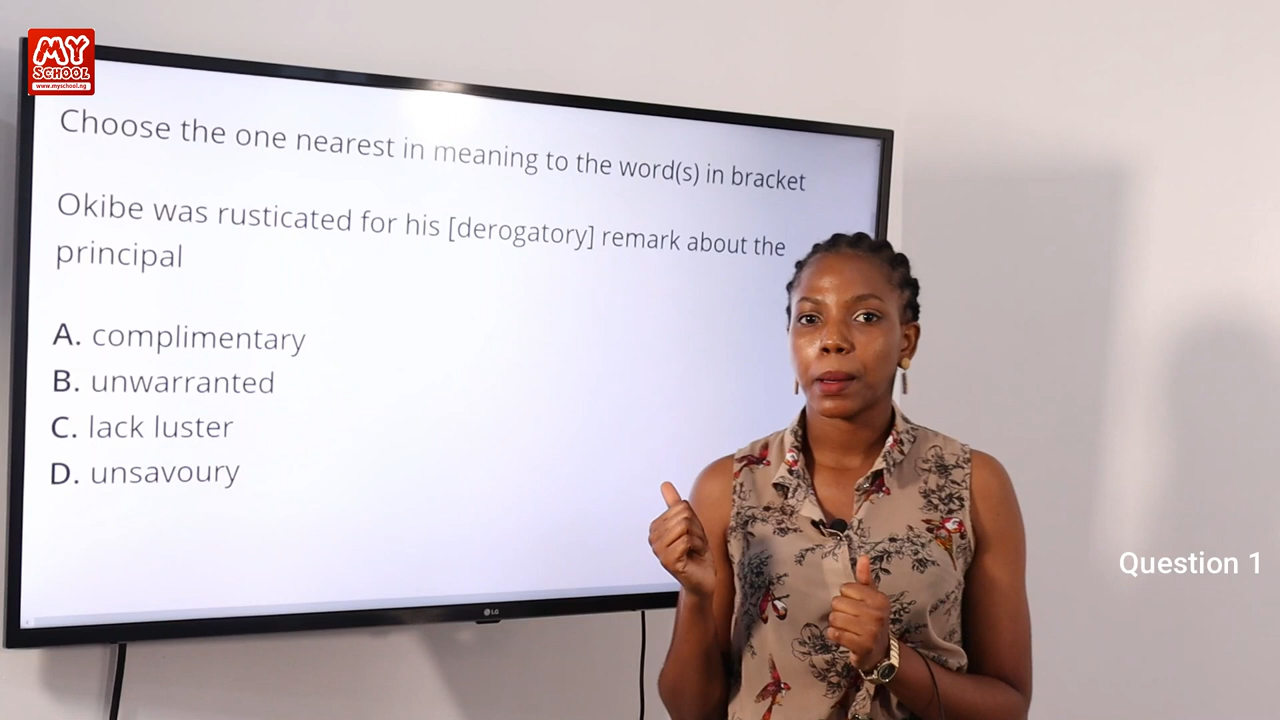 MY
SCHOOL
www.myschool.ng
Choose the one nearest in meaning to the word(s) in bracket
Okibe was rusticated for his [derogatory] remark about the
principal
A. complimentary
B. unwarranted
C. lack luster
D. unsavoury
LG
Question 1